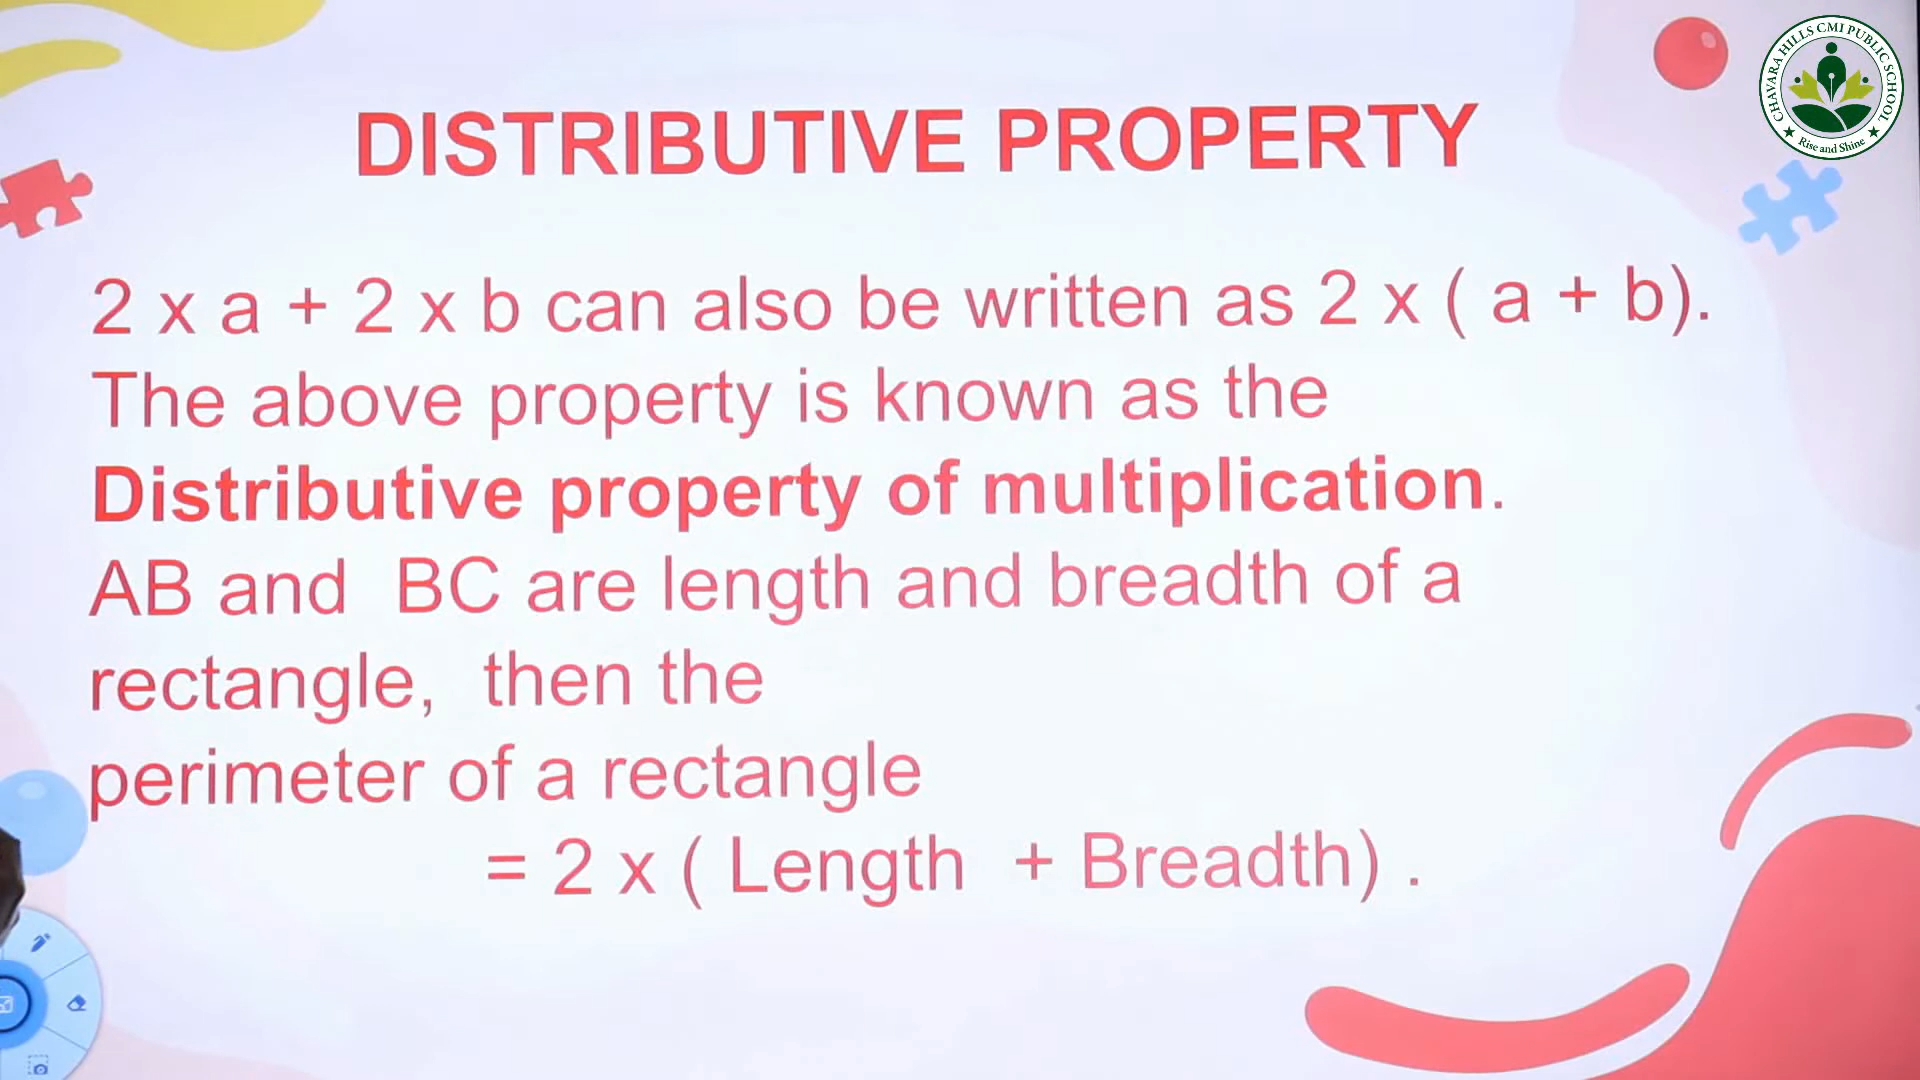 CHAVARA HILLS CMI PUBLIC SCHOOL
Rise and Shine
DISTRIBUTIVE PROPERTY
2 x a + 2 x b can also be written as 2 x ( a + b).
The above property is known as the
Distributive property of multiplication.
AB and BC are length and breadth of a
rectangle, then the
perimeter of a rectangle
= 2 x ( Length + Breadth) .